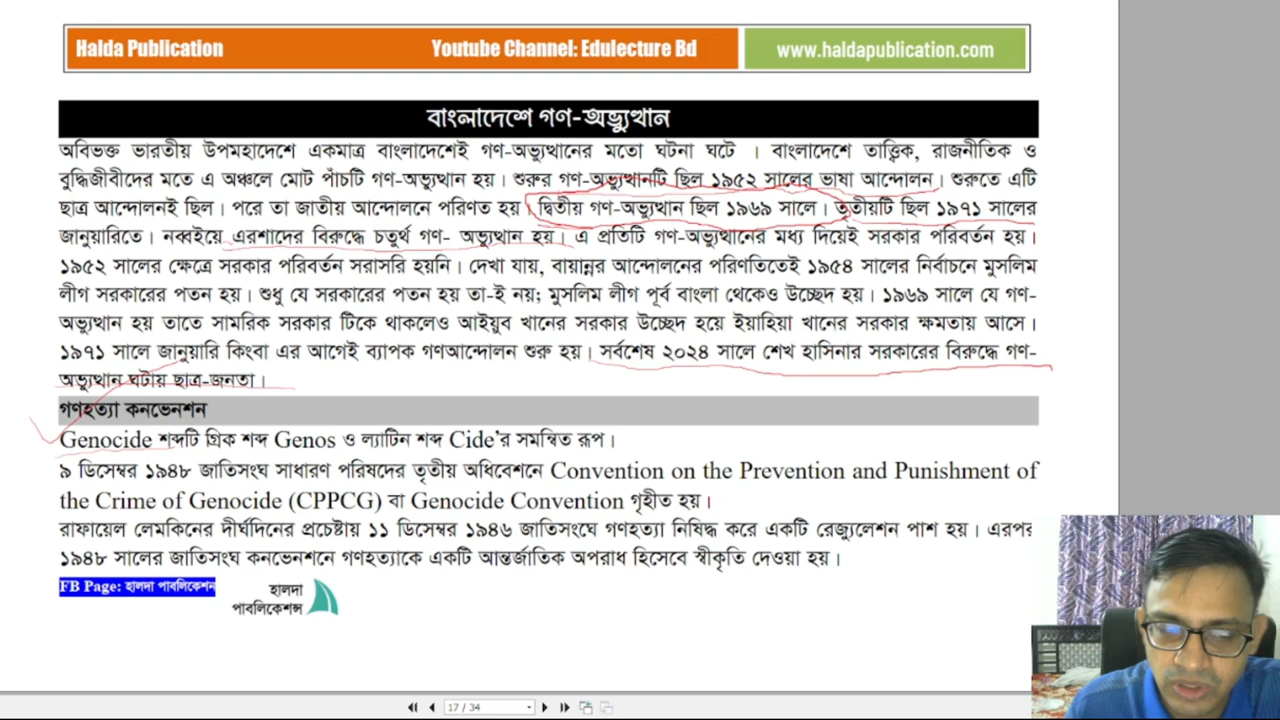 Halda Publication Youtube Channel: Edulecture Bd www.haldapublication.com
বাংলাদেশে গণ-অভ্যুত্থান
অবিভক্ত ভারতীয় উপমহাদেশে একমাত্র বাংলাদেশেই গণ-অভ্যুত্থানের মতো ঘটনা ঘটে । বাংলাদেশে তাত্ত্বিক, রাজনীতিক ও
বুদ্ধিজীবীদের মতে এ অঞ্চলে মোট পাঁচটি গণ-অভ্যুত্থান হয়। শুরুর গণ-অভ্যুত্থানটি ছিল ১৯৫২ সালের ভাষা আন্দোলন। শুরুতে এটি
ছাত্র আন্দোলনই ছিল। পরে তা জাতীয় আন্দোলনে পরিণত হয়। দ্বিতীয় গণ-অভ্যুত্থান ছিল ১৯৬৯ সালে। তৃতীয়টি ছিল ১৯৭১ সালের
জানুয়ারিতে। নব্বইয়ে এরশাদের বিরুদ্ধে চতুর্থ গণ- অভ্যুত্থান হয়। এ প্রতিটি গণ-অভ্যুত্থানের মধ্য দিয়েই সরকার পরিবর্তন হয়।
১৯৫২ সালের ক্ষেত্রে সরকার পরিবর্তন সরাসরি হয়নি। দেখা যায়, বায়ান্নর আন্দোলনের পরিণতিতেই ১৯৫৪ সালের নির্বাচনে মুসলিম
লীগ সরকারের পতন হয়। শুধু যে সরকারের পতন হয় তা-ই নয়; মুসলিম লীগ পূর্ব বাংলা থেকেও উচ্ছেদ হয়। ১৯৬৯ সালে যে গণ-
অভ্যুত্থান হয় তাতে সামরিক সরকার টিকে থাকলেও আইয়ুব খানের সরকার উচ্ছেদ হয়ে ইয়াহিয়া খানের সরকার ক্ষমতায় আসে।
১৯৭১ সালে জানুয়ারি কিংবা এর আগেই ব্যাপক গণআন্দোলন শুরু হয়। সর্বশেষ ২০২৪ সালে শেখ হাসিনার সরকারের বিরুদ্ধে গণ-
অভ্যুত্থান ঘটায় ছাত্র-জনতা।
গণহত্যা কনভেনশন
Genocide শব্দটি গ্রিক শব্দ Genos ও ল্যাটিন শব্দ Cide'র সমন্বিত রূপ।
৯ ডিসেম্বর ১৯৪৮ জাতিসংঘ সাধারণ পরিষদের তৃতীয় অধিবেশনে Convention on the Prevention and Punishment of
the Crime of Genocide (CPPCG) বা Genocide Convention গৃহীত হয়।
রাফায়েল লেমকিনের দীর্ঘদিনের প্রচেষ্টায় ১১ ডিসেম্বর ১৯৪৬ জাতিসংঘে গণহত্যা নিষিদ্ধ করে একটি রেজ্যুলেশন পাশ হয়। এরপর
১৯৪৮ সালের জাতিসংঘ কনভেনশনে গণহত্যাকে একটি আন্তর্জাতিক অপরাধ হিসেবে স্বীকৃতি দেওয়া হয়।
FB Page: হালদা পাবলিকেশন
হালদা
পাবলিকেশন্স
17 / 34